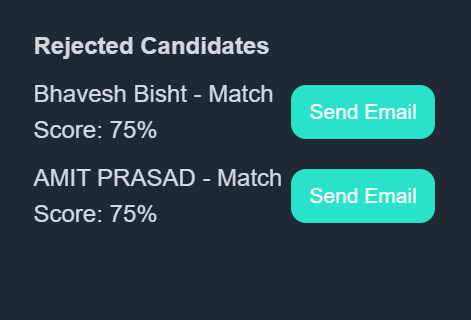 Rejected Candidates
Bhavesh Bisht - Match
Score: 75%
Send Email
AMIT PRASAD - Match
Score: 75%
Send Email